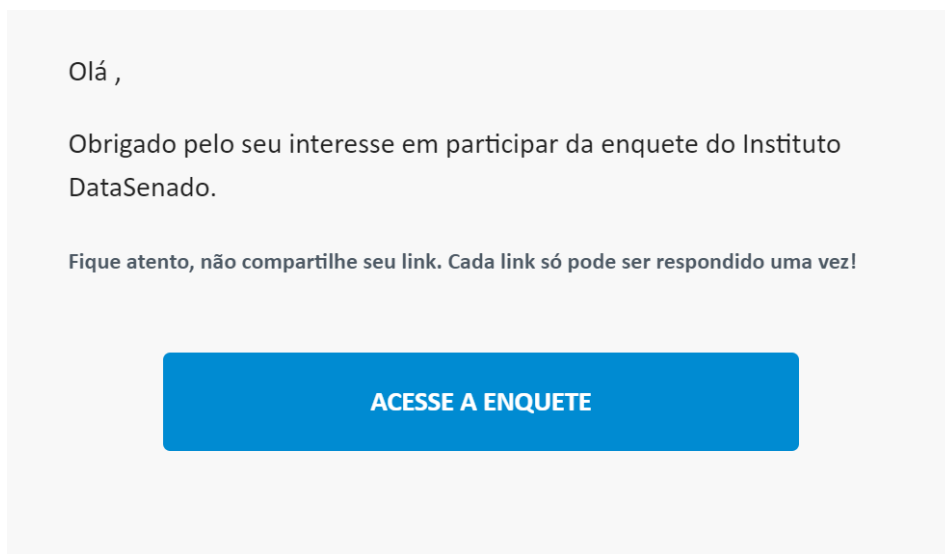 Olá ,
Obrigado pelo seu interesse em participar da enquete do Instituto
DataSenado.
Fique atento, não compartilhe seu link. Cada link só pode ser respondido uma vez!
ACESSE A ENQUETE